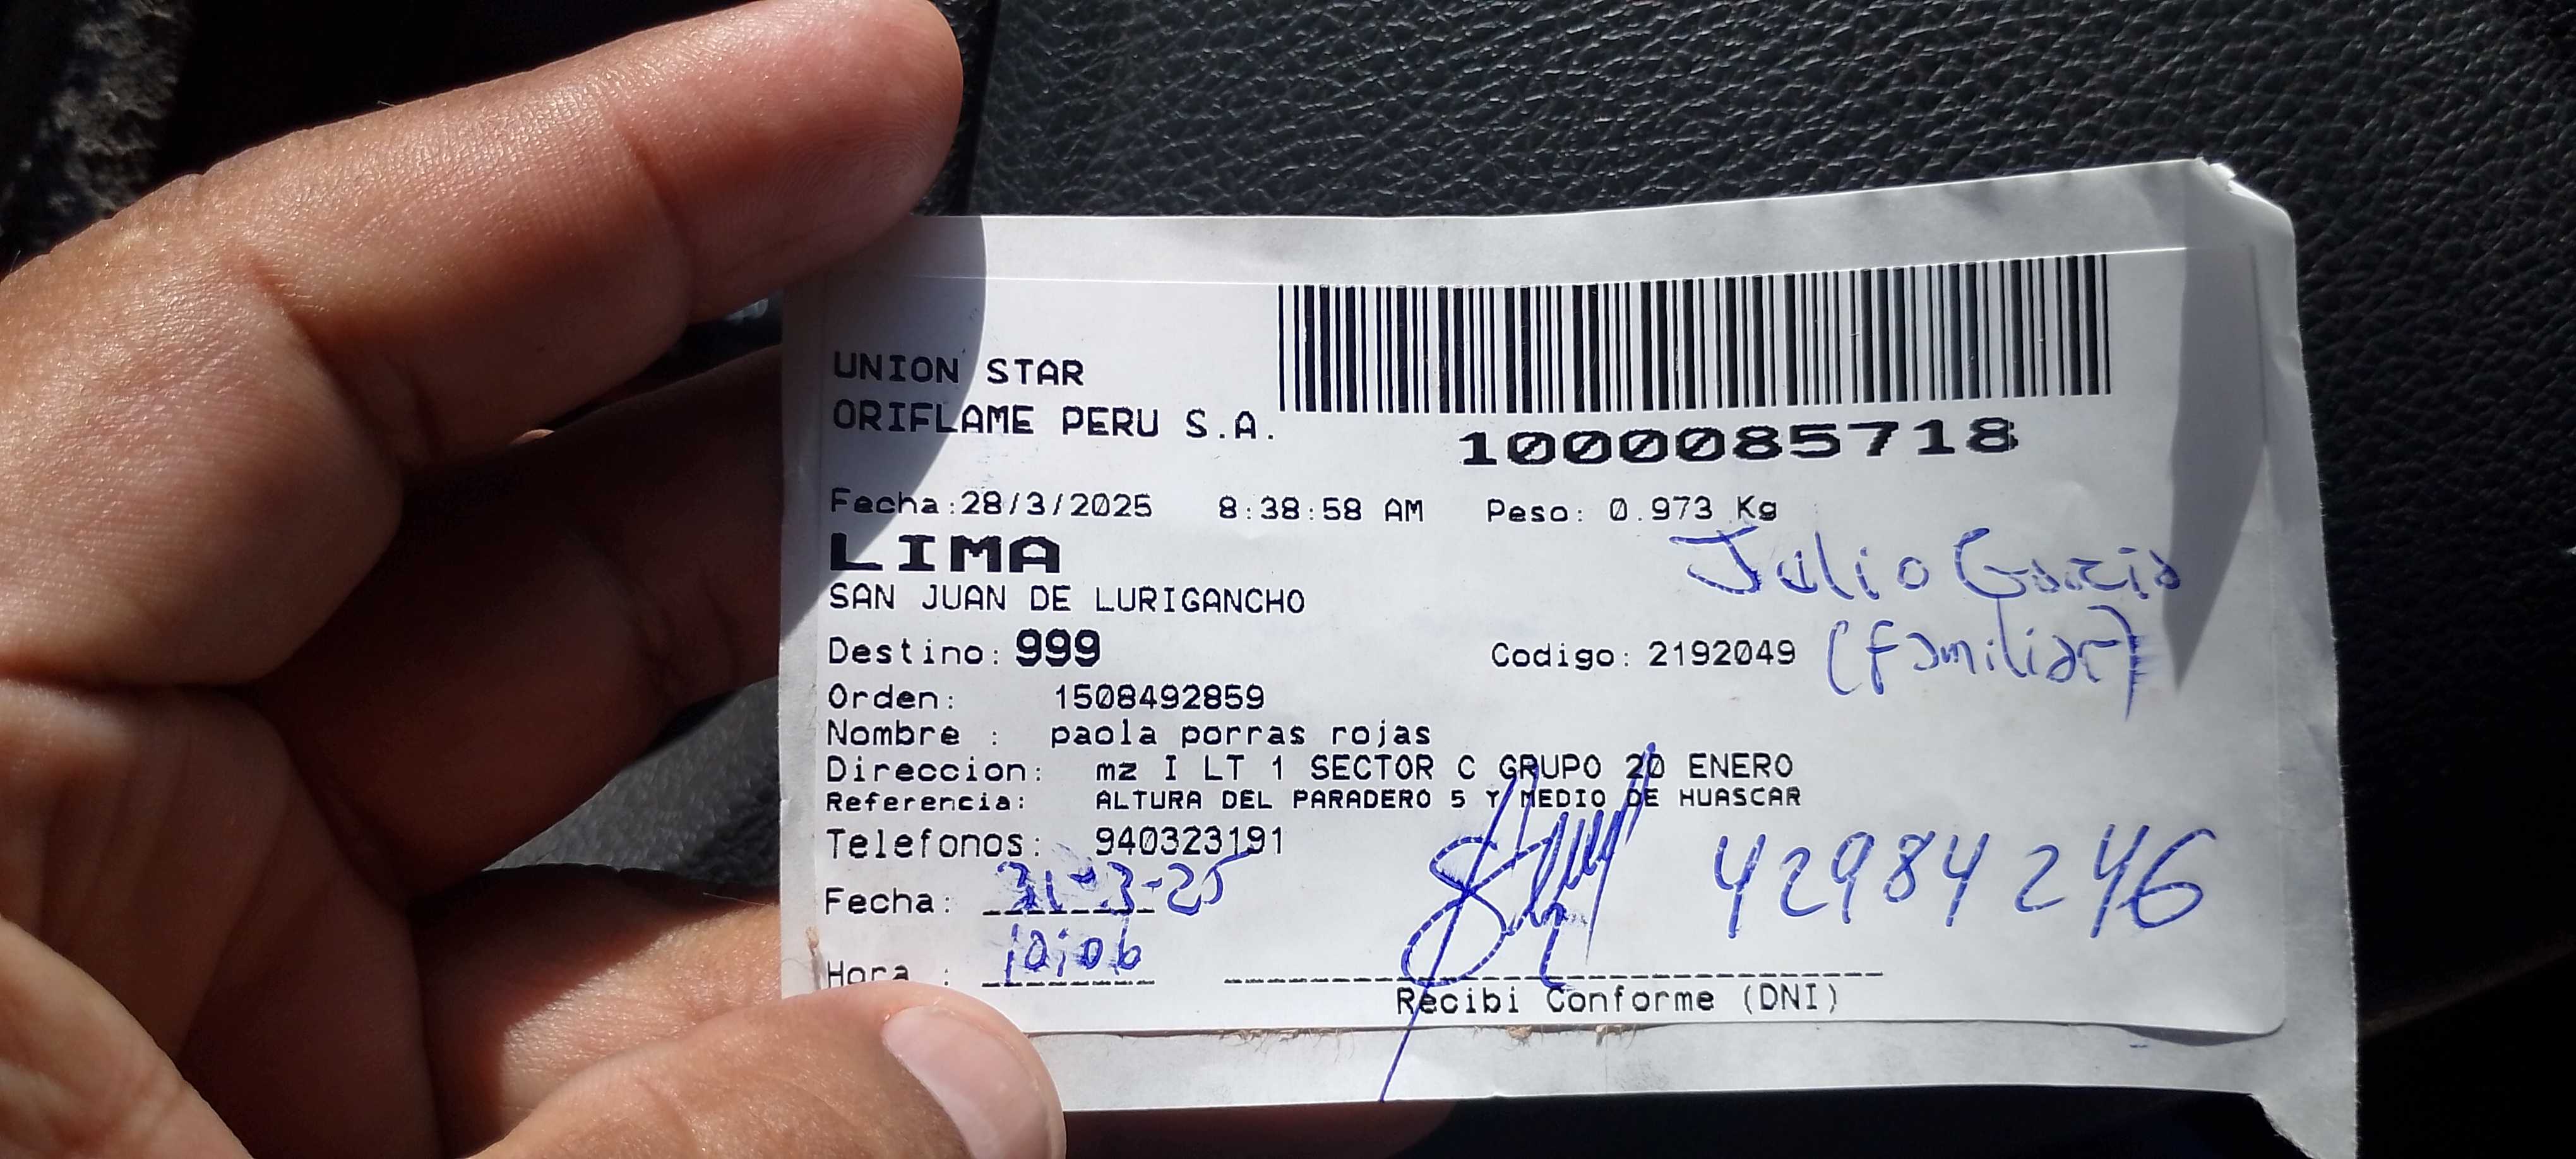 UNION STAR
ORIFLAME PERU S.A.
1000085718
Fecha:28/3/2025 8:38:58 AM Peso: 0.973 Kg
LIMA
Julio Garcia
SAN JUAN DE LURIGANCHO
Destino: 999 Codigo: 2192049 (familiar)
Orden: 1508492859
Nombre : paola porras rojas
Direccion: mz I LT 1 SECTOR C GRUPO 20 ENERO
Referencia: ALTURA DEL PARADERO 5 Y MEDIO DE HUASCAR
Telefonos: 940323191
42984246
Fecha: 31-3-25
Hora : 10:06
Recibi Conforme (DNI)